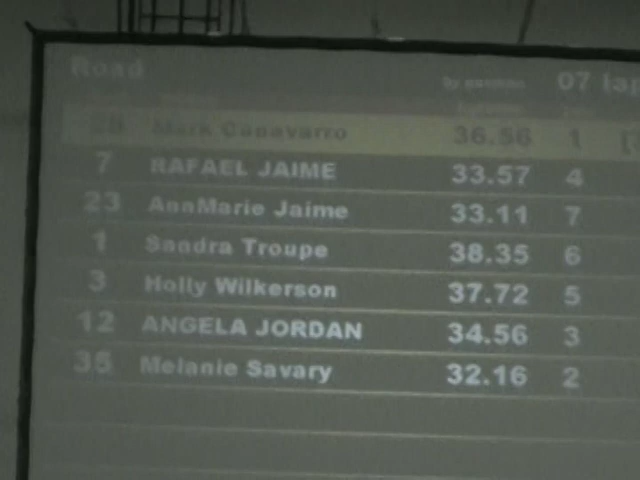 Road 07 lap
28 Mark Canavarro 36.56 1
7 RAFAEL JAIME 33.57 4
23 AnnMarie Jaime 33.11 7
1 Sandra Troupe 38.35 6
3 Holly Wilkerson 37.72 5
12 ANGELA JORDAN 34.56 3
35 Melanie Savary 32.16 2